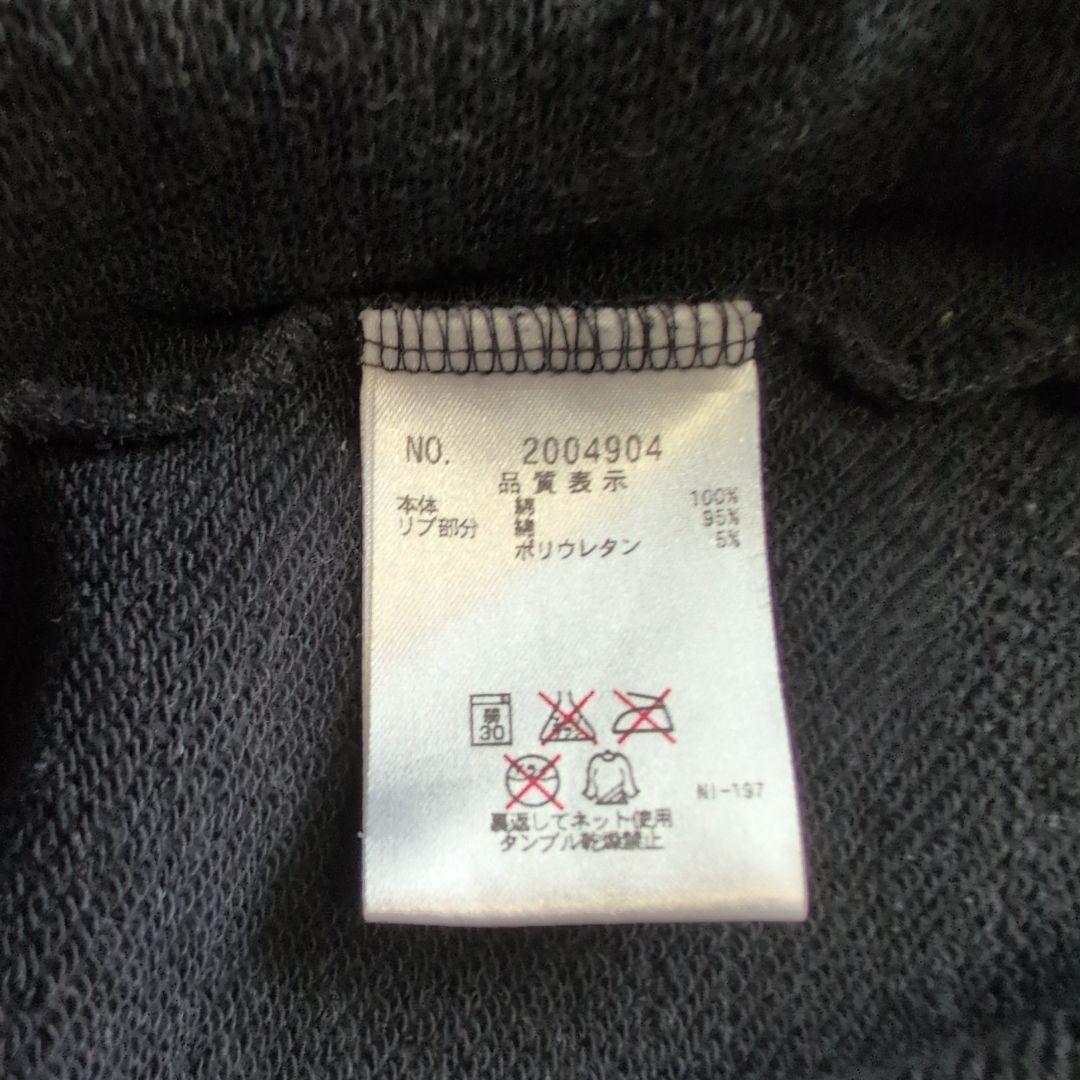 NO. 2004904
品質表示
本体 綿 100%
リブ部分 綿 95%
ポリウレタン 5%
弱
30
NI-197
裏返してネット使用
タンブル乾燥禁止